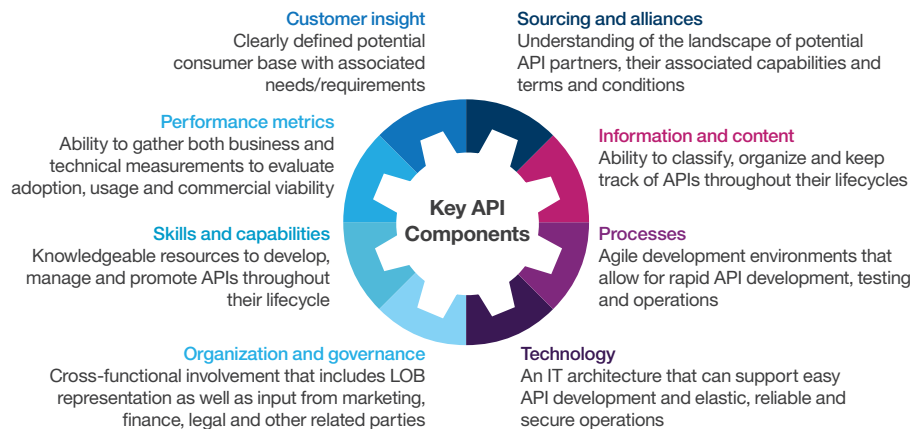 Customer insight
Clearly defined potential
consumer base with associated
needs/requirements
Sourcing and alliances
Understanding of the landscape of potential
API partners, their associated capabilities and
terms and conditions
Performance metrics
Ability to gather both business and
technical measurements to evaluate
adoption, usage and commercial viability
Information and content
Ability to classify, organize and keep
track of APIs throughout their lifecycles
Key API
Components
Skills and capabilities
Knowledgeable resources to develop,
manage and promote APIs throughout
their lifecycle
Processes
Agile development environments that
allow for rapid API development, testing
and operations
Organization and governance
Cross-functional involvement that includes LOB
representation as well as input from marketing,
finance, legal and other related parties
Technology
An IT architecture that can support easy
API development and elastic, reliable and
secure operations